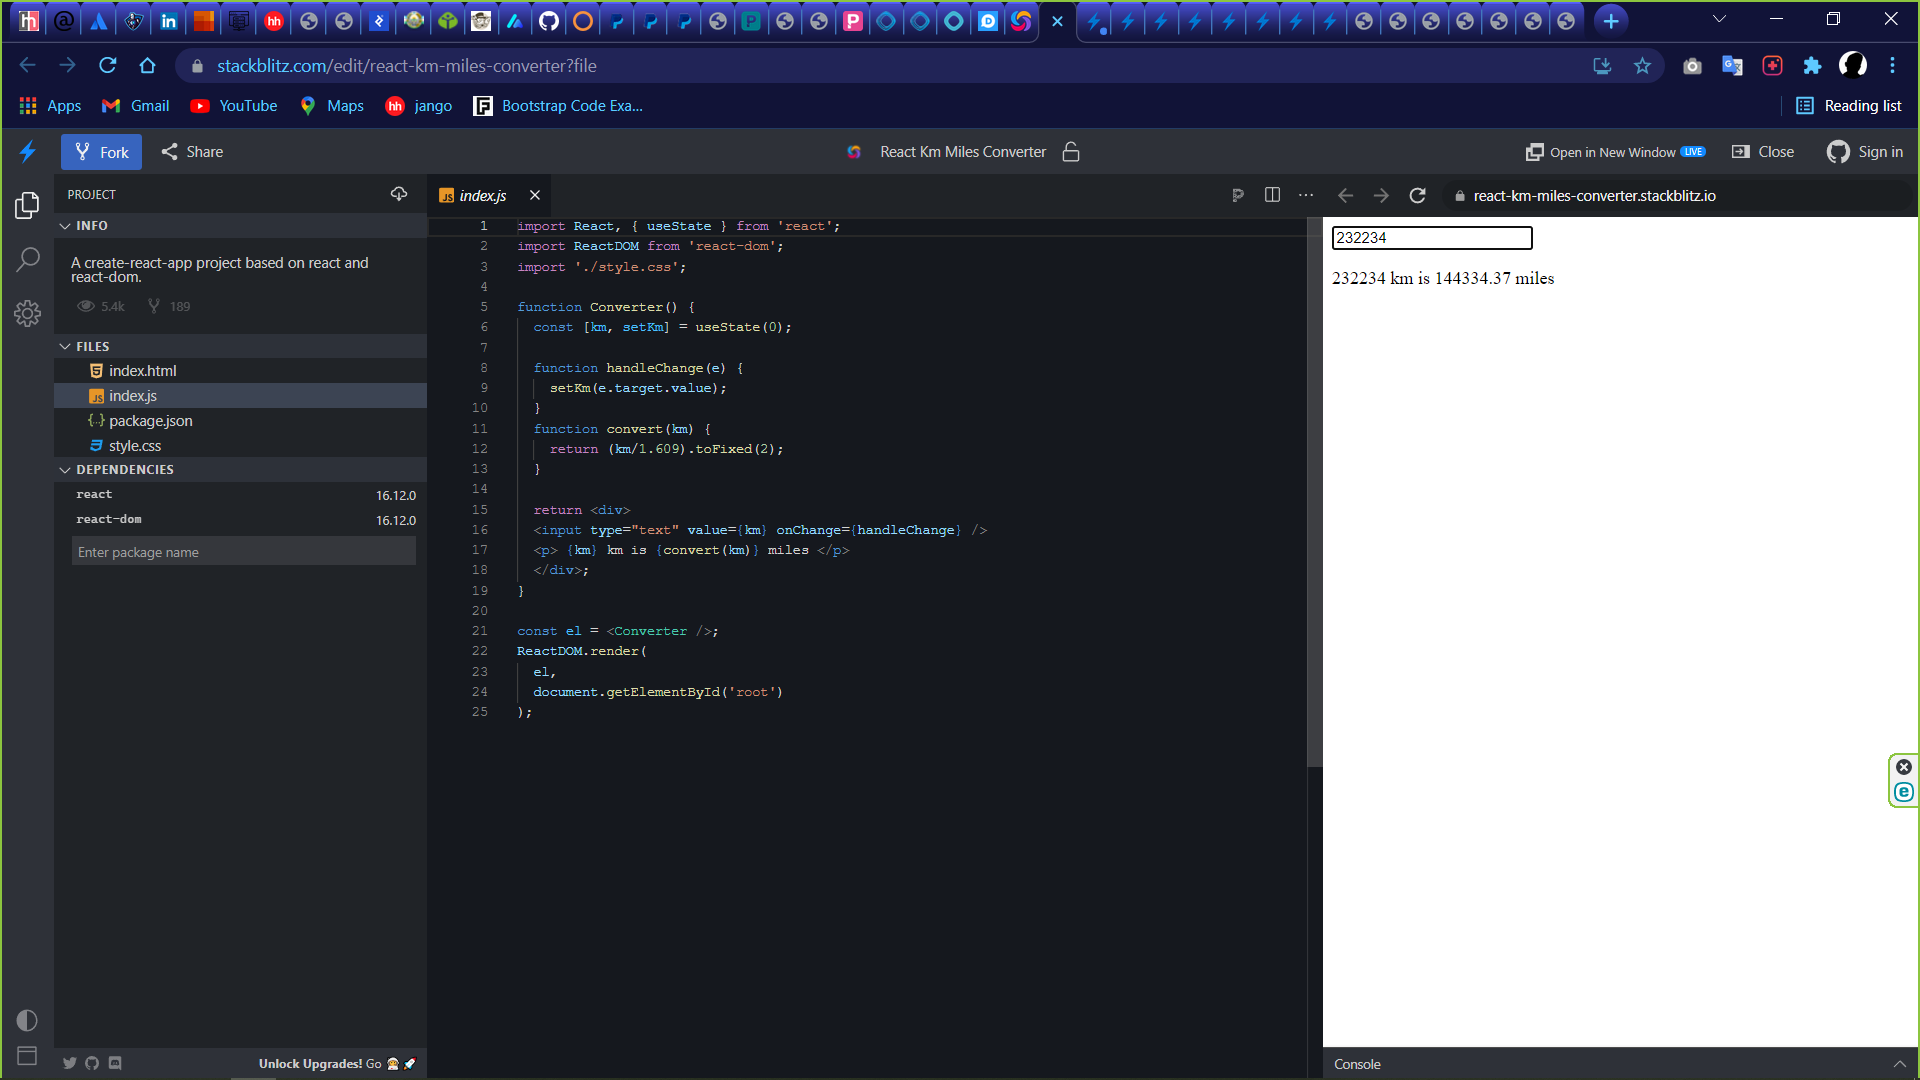 stackblitz.com/edit/react-km-miles-converter?file
Apps Gmail YouTube Maps jango Bootstrap Code Exa... Reading list
Fork Share React Km Miles Converter Open in New Window LIVE Close Sign in
PROJECT
INFO
A create-react-app project based on react and
react-dom.
5.4k 189
FILES
index.html
index.js
package.json
style.css
DEPENDENCIES
react 16.12.0
react-dom 16.12.0
Enter package name
Unlock Upgrades! Go
index.js
1 import React, { useState } from 'react';
2 import ReactDOM from 'react-dom';
3 import './style.css';
4
5 function Converter() {
6 const [km, setKm] = useState(0);
7
8 function handleChange(e) {
9 setKm(e.target.value);
10 }
11 function convert(km) {
12 return (km/1.609).toFixed(2);
13 }
14
15 return <div>
16 <input type="text" value={km} onChange={handleChange} />
17 <p> {km} km is {convert(km)} miles </p>
18 </div>;
19 }
20
21 const el = <Converter />;
22 ReactDOM.render(
23 el,
24 document.getElementById('root')
25 );
react-km-miles-converter.stackblitz.io
232234
232234 km is 144334.37 miles
Console